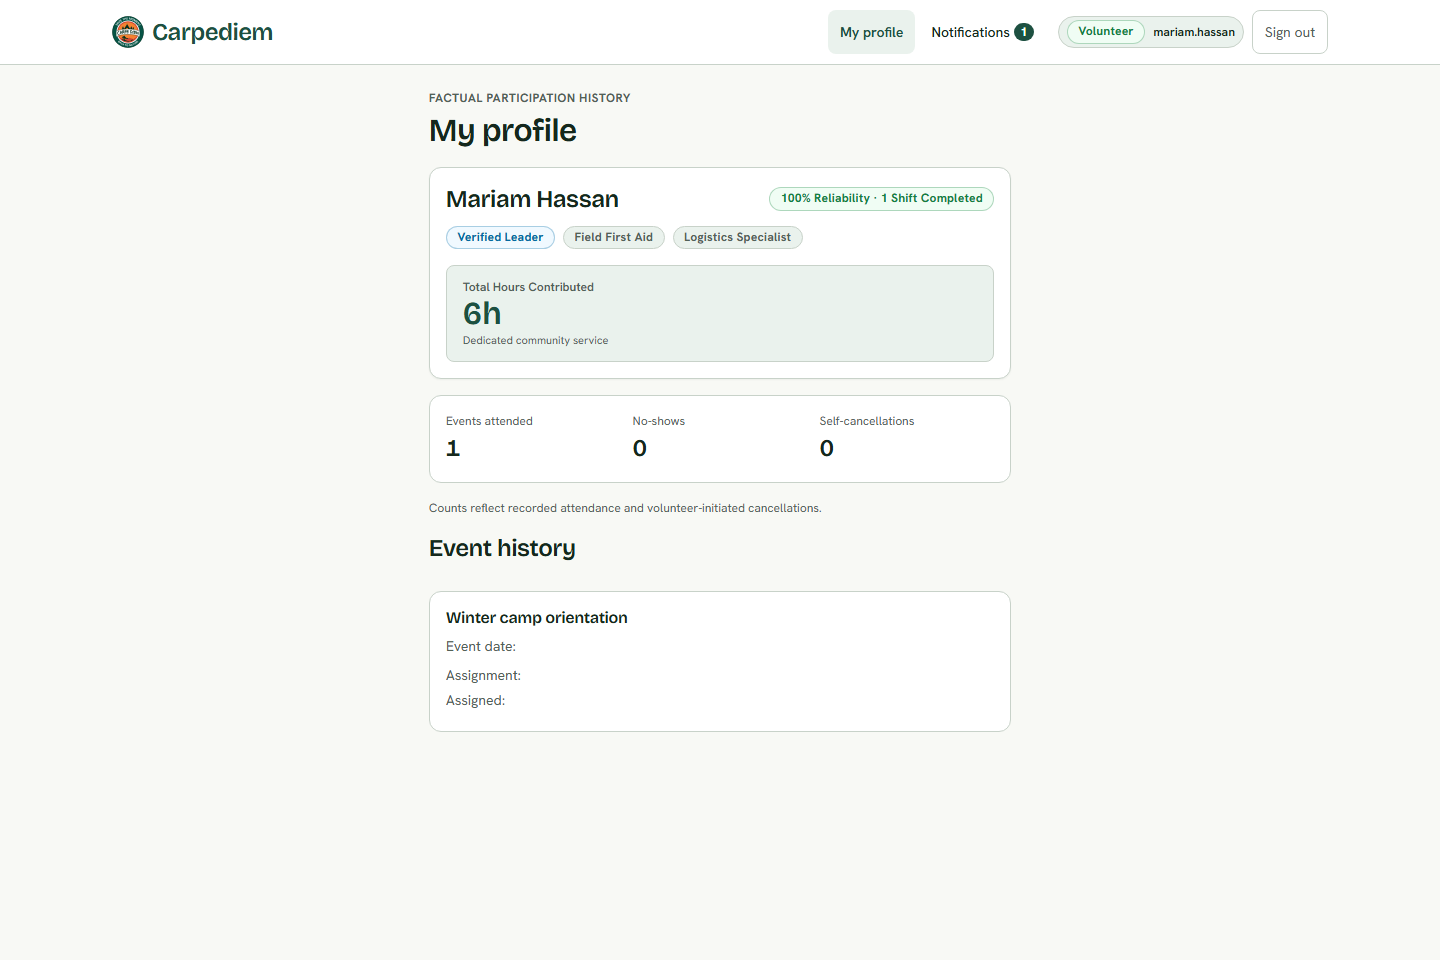 Carpediem
My profile
Notifications 1
Volunteer mariam.hassan
Sign out
FACTUAL PARTICIPATION HISTORY
My profile
Mariam Hassan
100% Reliability · 1 Shift Completed
Verified Leader
Field First Aid
Logistics Specialist
Total Hours Contributed
6h
Dedicated community service
Events attended
1
No-shows
0
Self-cancellations
0
Counts reflect recorded attendance and volunteer-initiated cancellations.
Event history
Winter camp orientation
Event date:
Assignment:
Assigned: